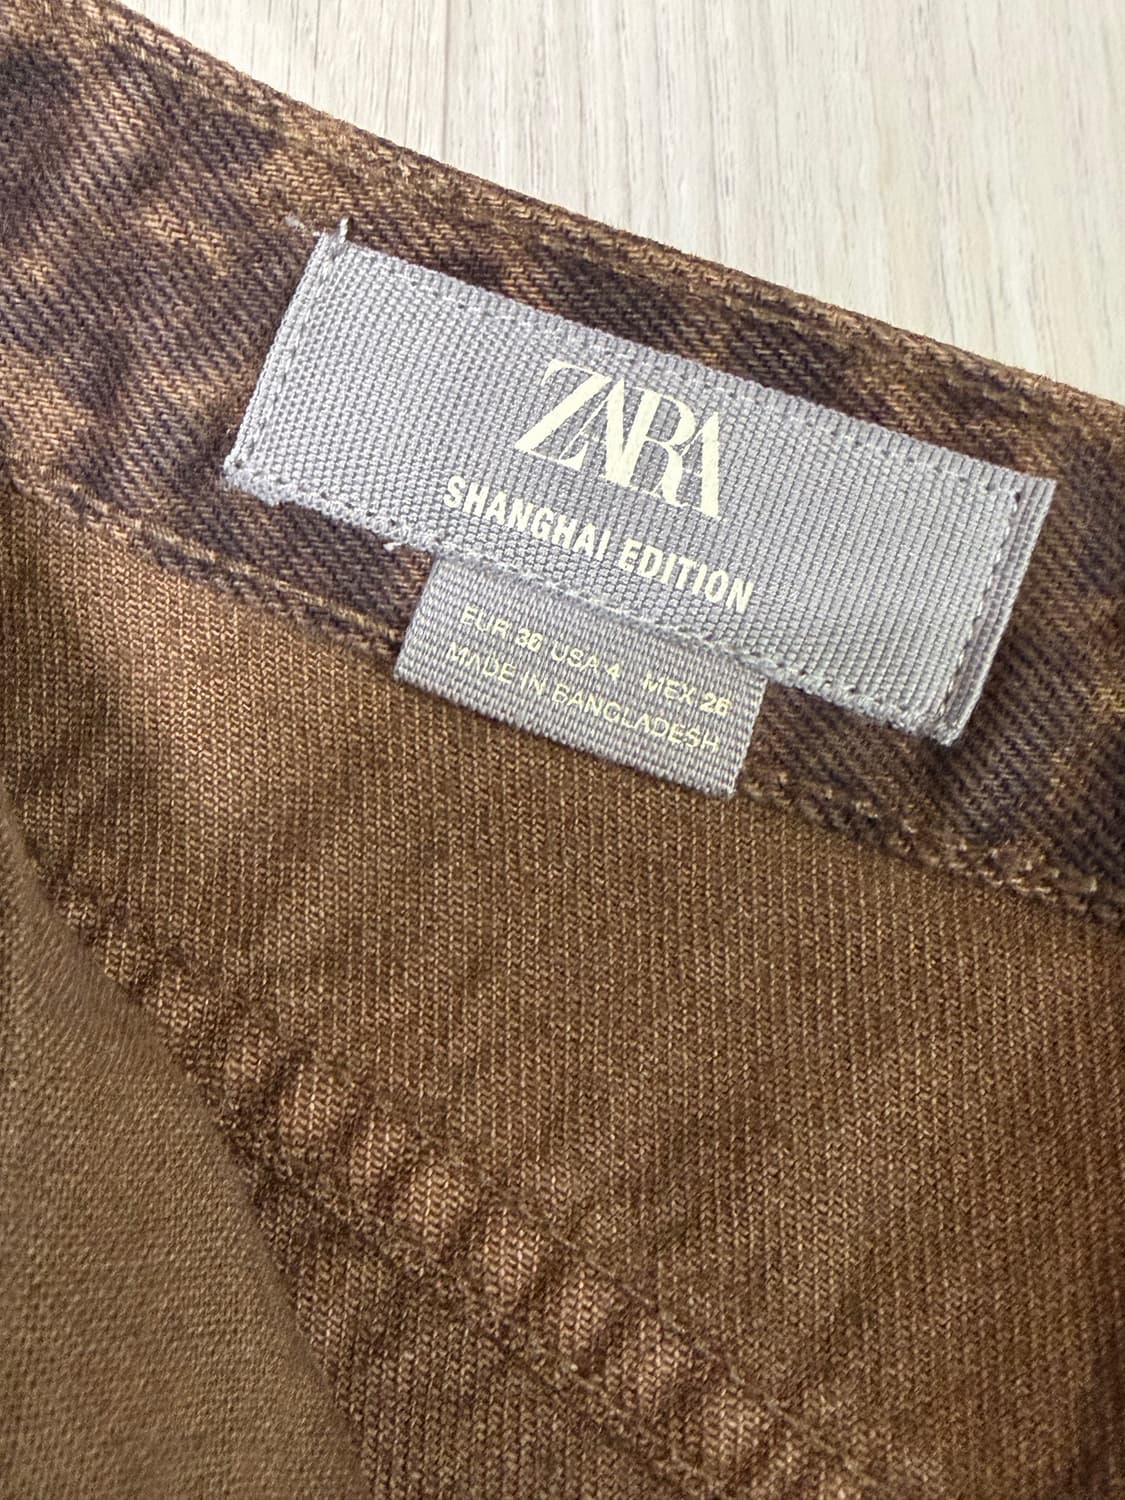 ZARA
SHANGHAI EDITION
EUR 36 USA 4 MEX 26
MADE IN BANGLADESH